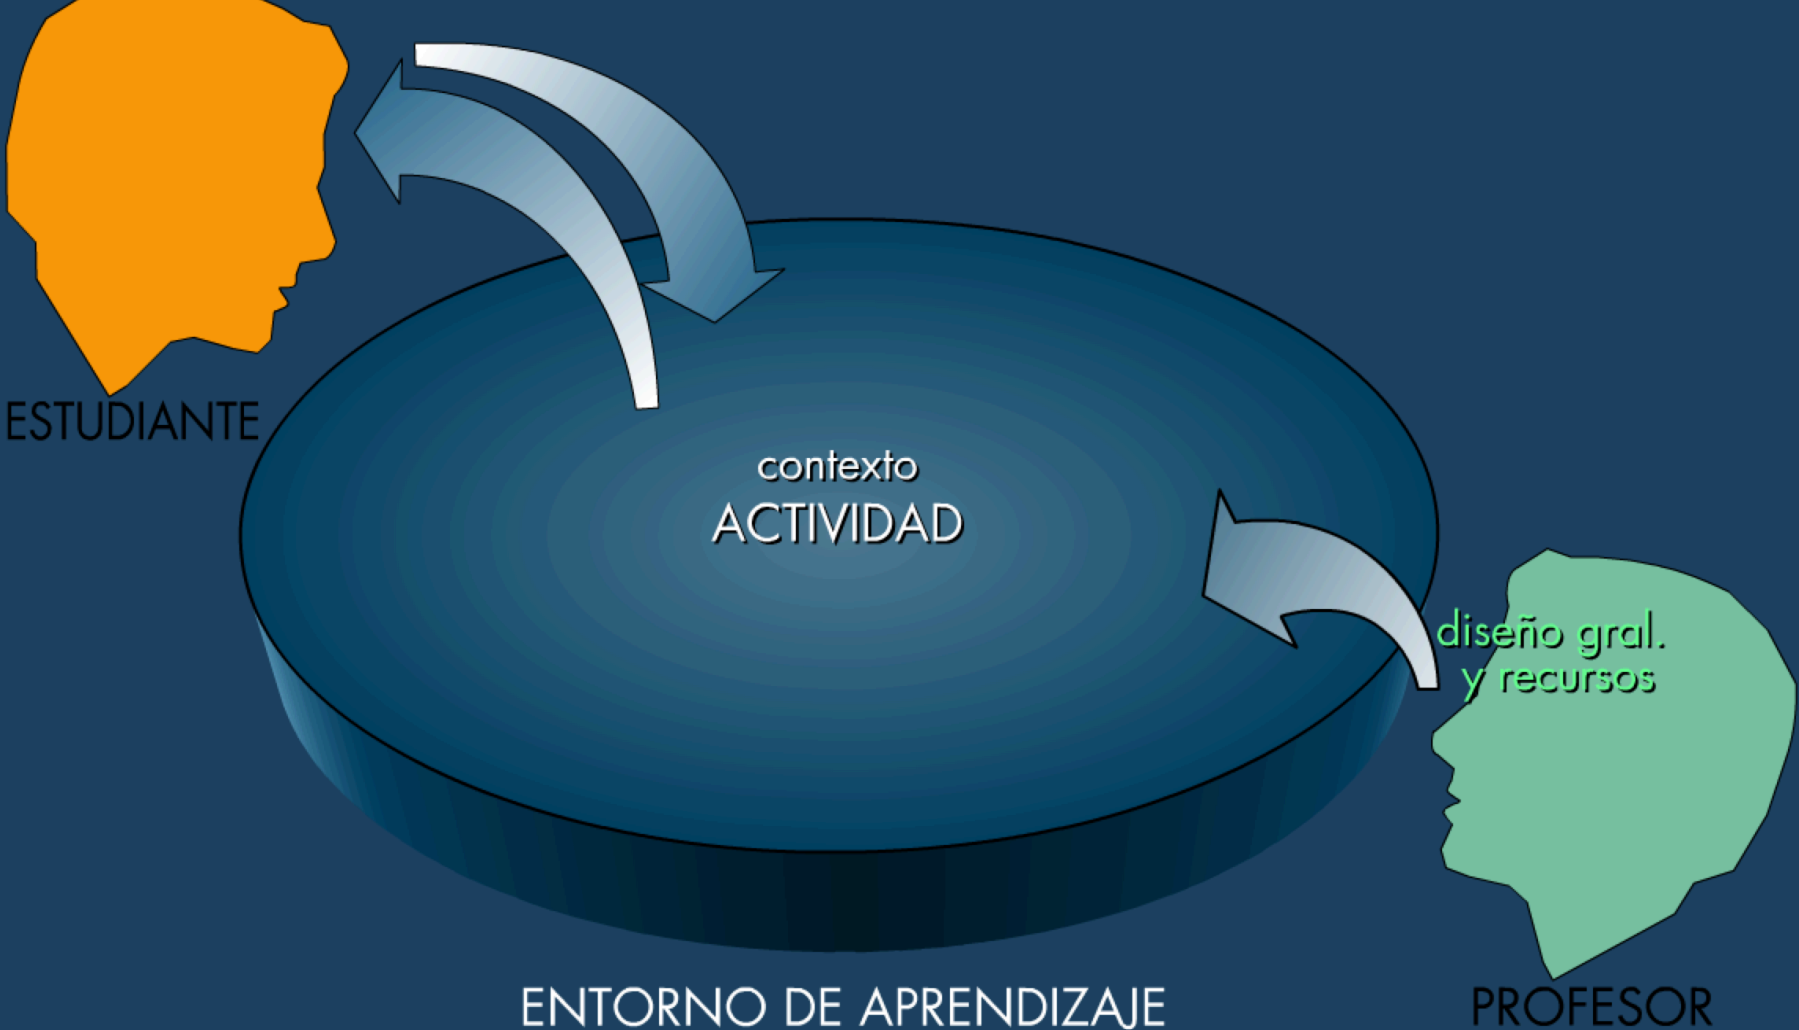 ESTUDIANTE
contexto
ACTIVIDAD
diseño gral.
y recursos
ENTORNO DE APRENDIZAJE
PROFESOR